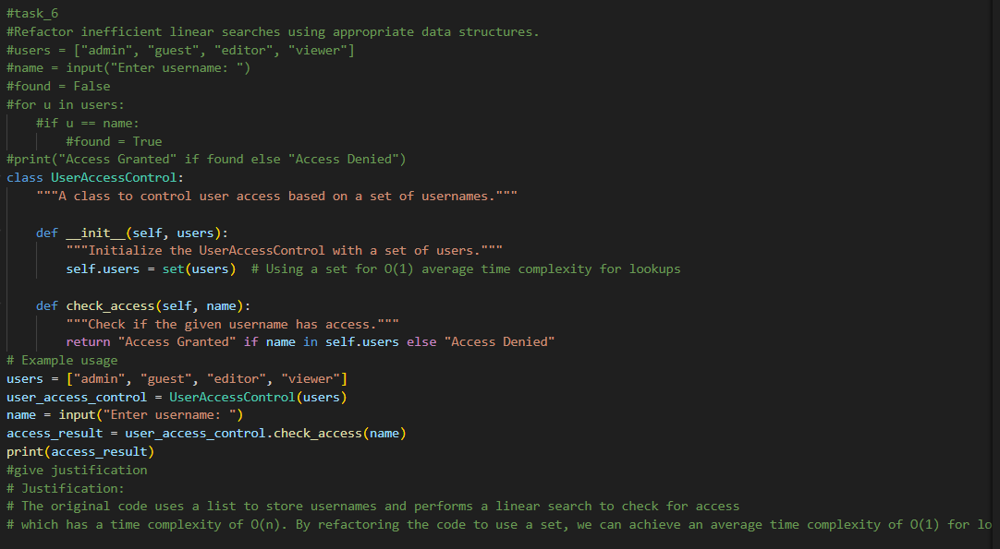 #task_6
#Refactor inefficient linear searches using appropriate data structures.
#users = ["admin", "guest", "editor", "viewer"]
#name = input("Enter username: ")
#found = False
#for u in users:
    #if u == name:
        #found = True
#print("Access Granted" if found else "Access Denied")
class UserAccessControl:
    """A class to control user access based on a set of usernames."""

    def __init__(self, users):
        """Initialize the UserAccessControl with a set of users."""
        self.users = set(users)  # Using a set for O(1) average time complexity for lookups

    def check_access(self, name):
        """Check if the given username has access."""
        return "Access Granted" if name in self.users else "Access Denied"
# Example usage
users = ["admin", "guest", "editor", "viewer"]
user_access_control = UserAccessControl(users)
name = input("Enter username: ")
access_result = user_access_control.check_access(name)
print(access_result)
#give justification
# Justification:
# The original code uses a list to store usernames and performs a linear search to check for access
# which has a time complexity of O(n). By refactoring the code to use a set, we can achieve an average time complexity of O(1) for lo